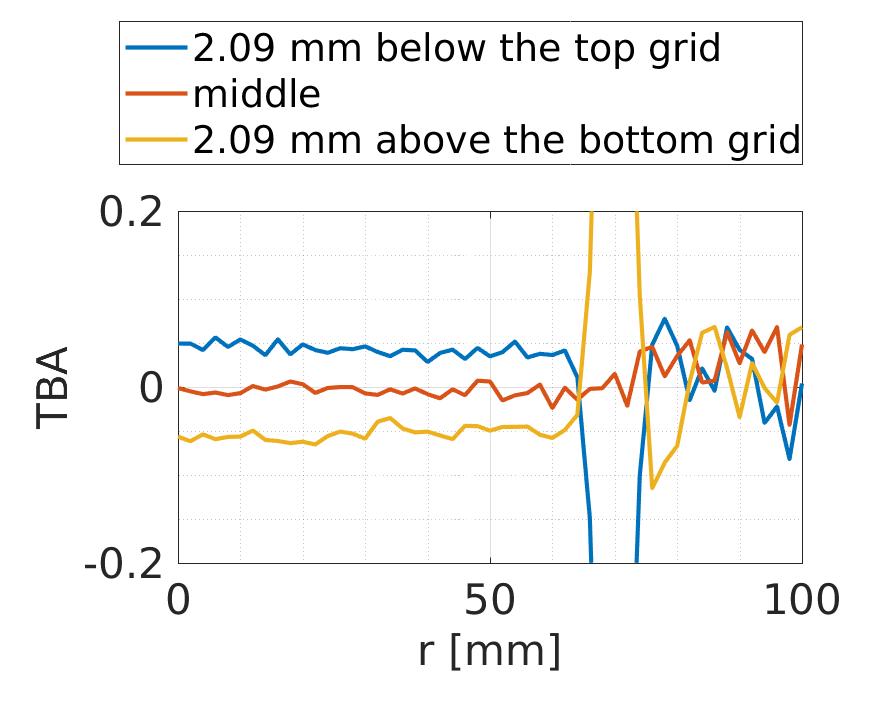 2.09 mm below the top grid
middle
2.09 mm above the bottom grid
0.2
0
-0.2
TBA
0 50 100
r [mm]